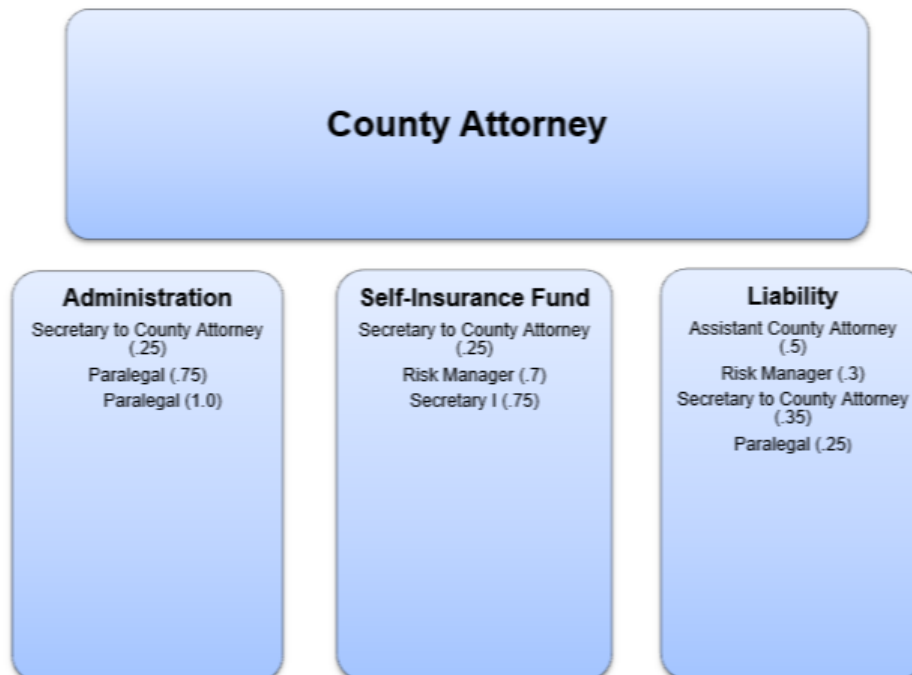 County Attorney
Administration
Secretary to County Attorney
(.25)
Paralegal (.75)
Paralegal (1.0)
Self-Insurance Fund
Secretary to County Attorney
(.25)
Risk Manager (.7)
Secretary I (.75)
Liability
Assistant County Attorney
(.5)
Risk Manager (.3)
Secretary to County Attorney
(.35)
Paralegal (.25)